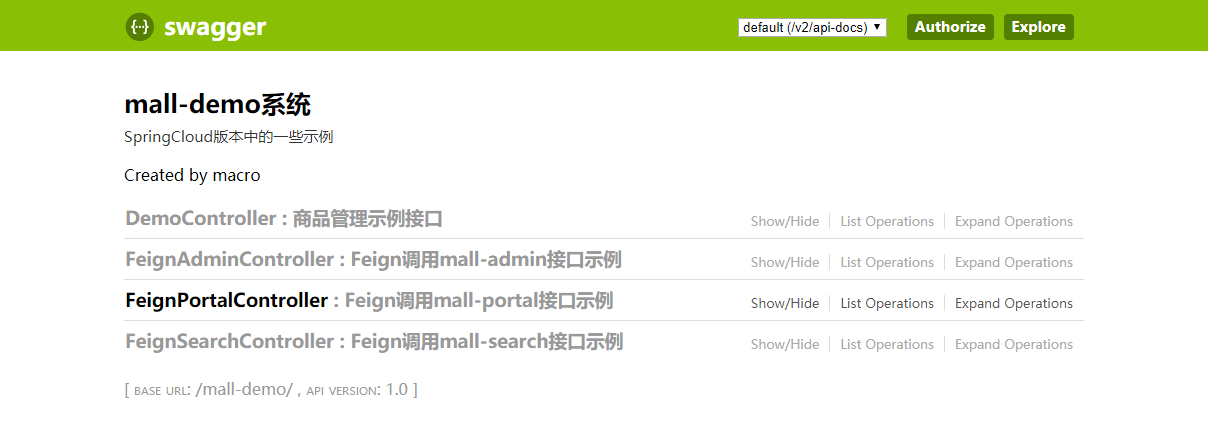 {···} swagger default (/v2/api-docs) Authorize Explore
mall-demo系统
SpringCloud版本中的一些示例
Created by macro
DemoController : 商品管理示例接口 Show/Hide List Operations Expand Operations
FeignAdminController : Feign调用mall-admin接口示例 Show/Hide List Operations Expand Operations
FeignPortalController : Feign调用mall-portal接口示例 Show/Hide List Operations Expand Operations
FeignSearchController : Feign调用mall-search接口示例 Show/Hide List Operations Expand Operations
[ BASE URL: /mall-demo/ , API VERSION: 1.0 ]